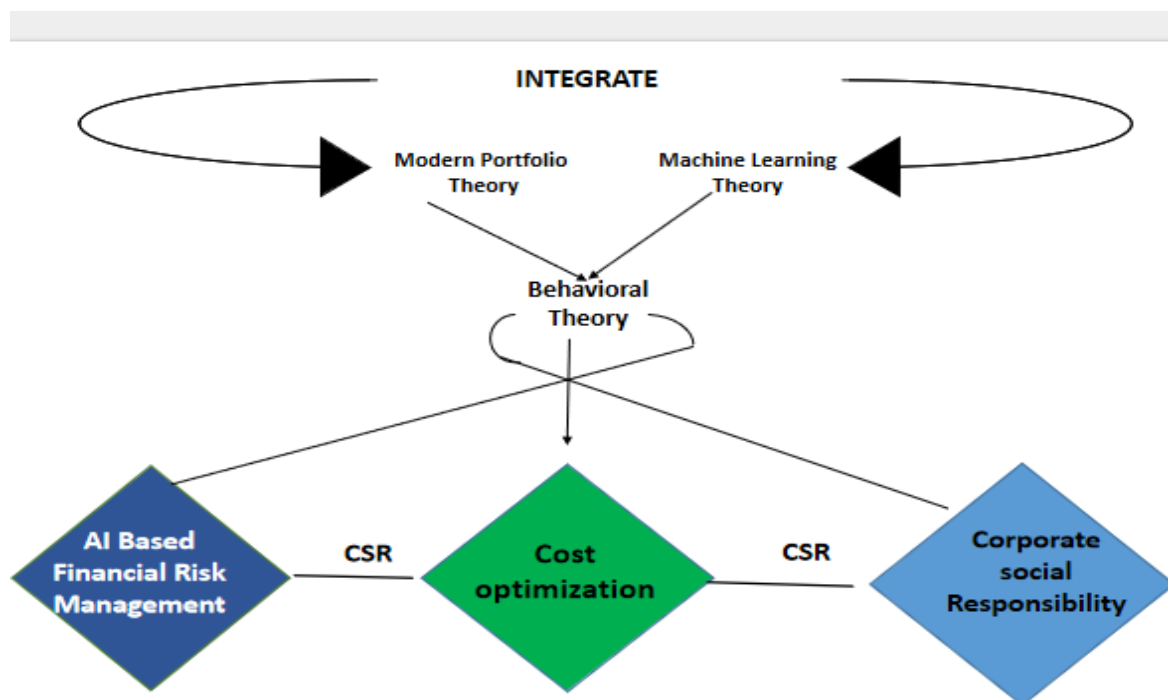 INTEGRATE
Modern Portfolio
Theory
Machine Learning
Theory
Behavioral
Theory
AI Based
Financial Risk
Management
CSR
Cost
optimization
CSR
Corporate
social
Responsibility